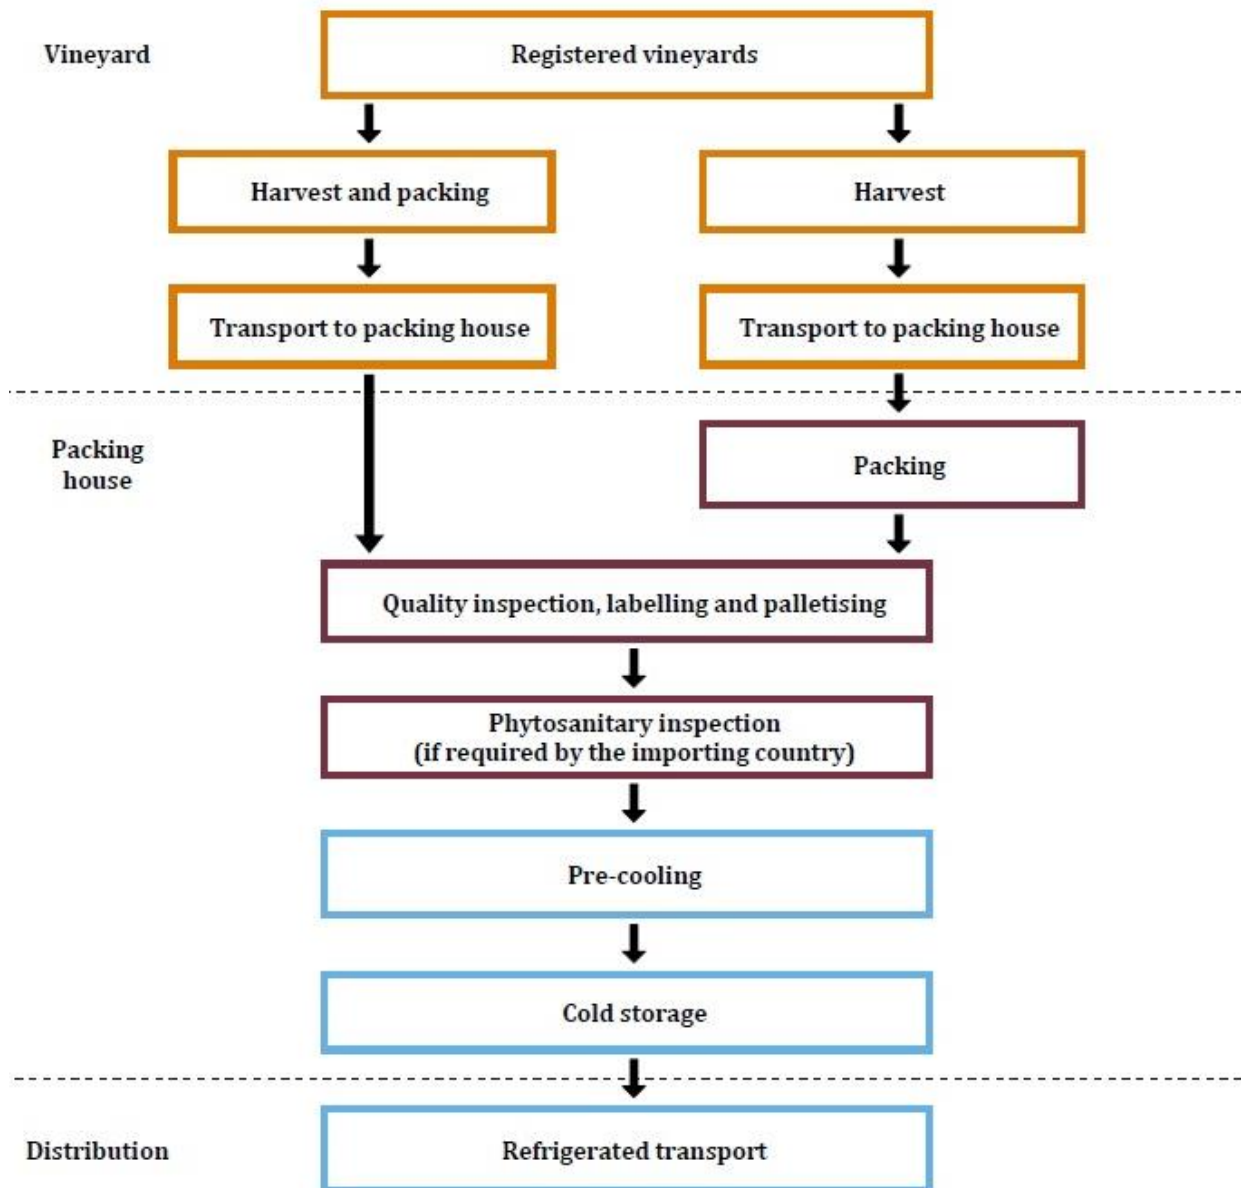 Vineyard
Registered vineyards
Harvest and packing
Harvest
Transport to packing house
Transport to packing house
Packing
house
Packing
Quality inspection, labelling and palletising
Phytosanitary inspection
(if required by the importing country)
Pre-cooling
Cold storage
Distribution
Refrigerated transport